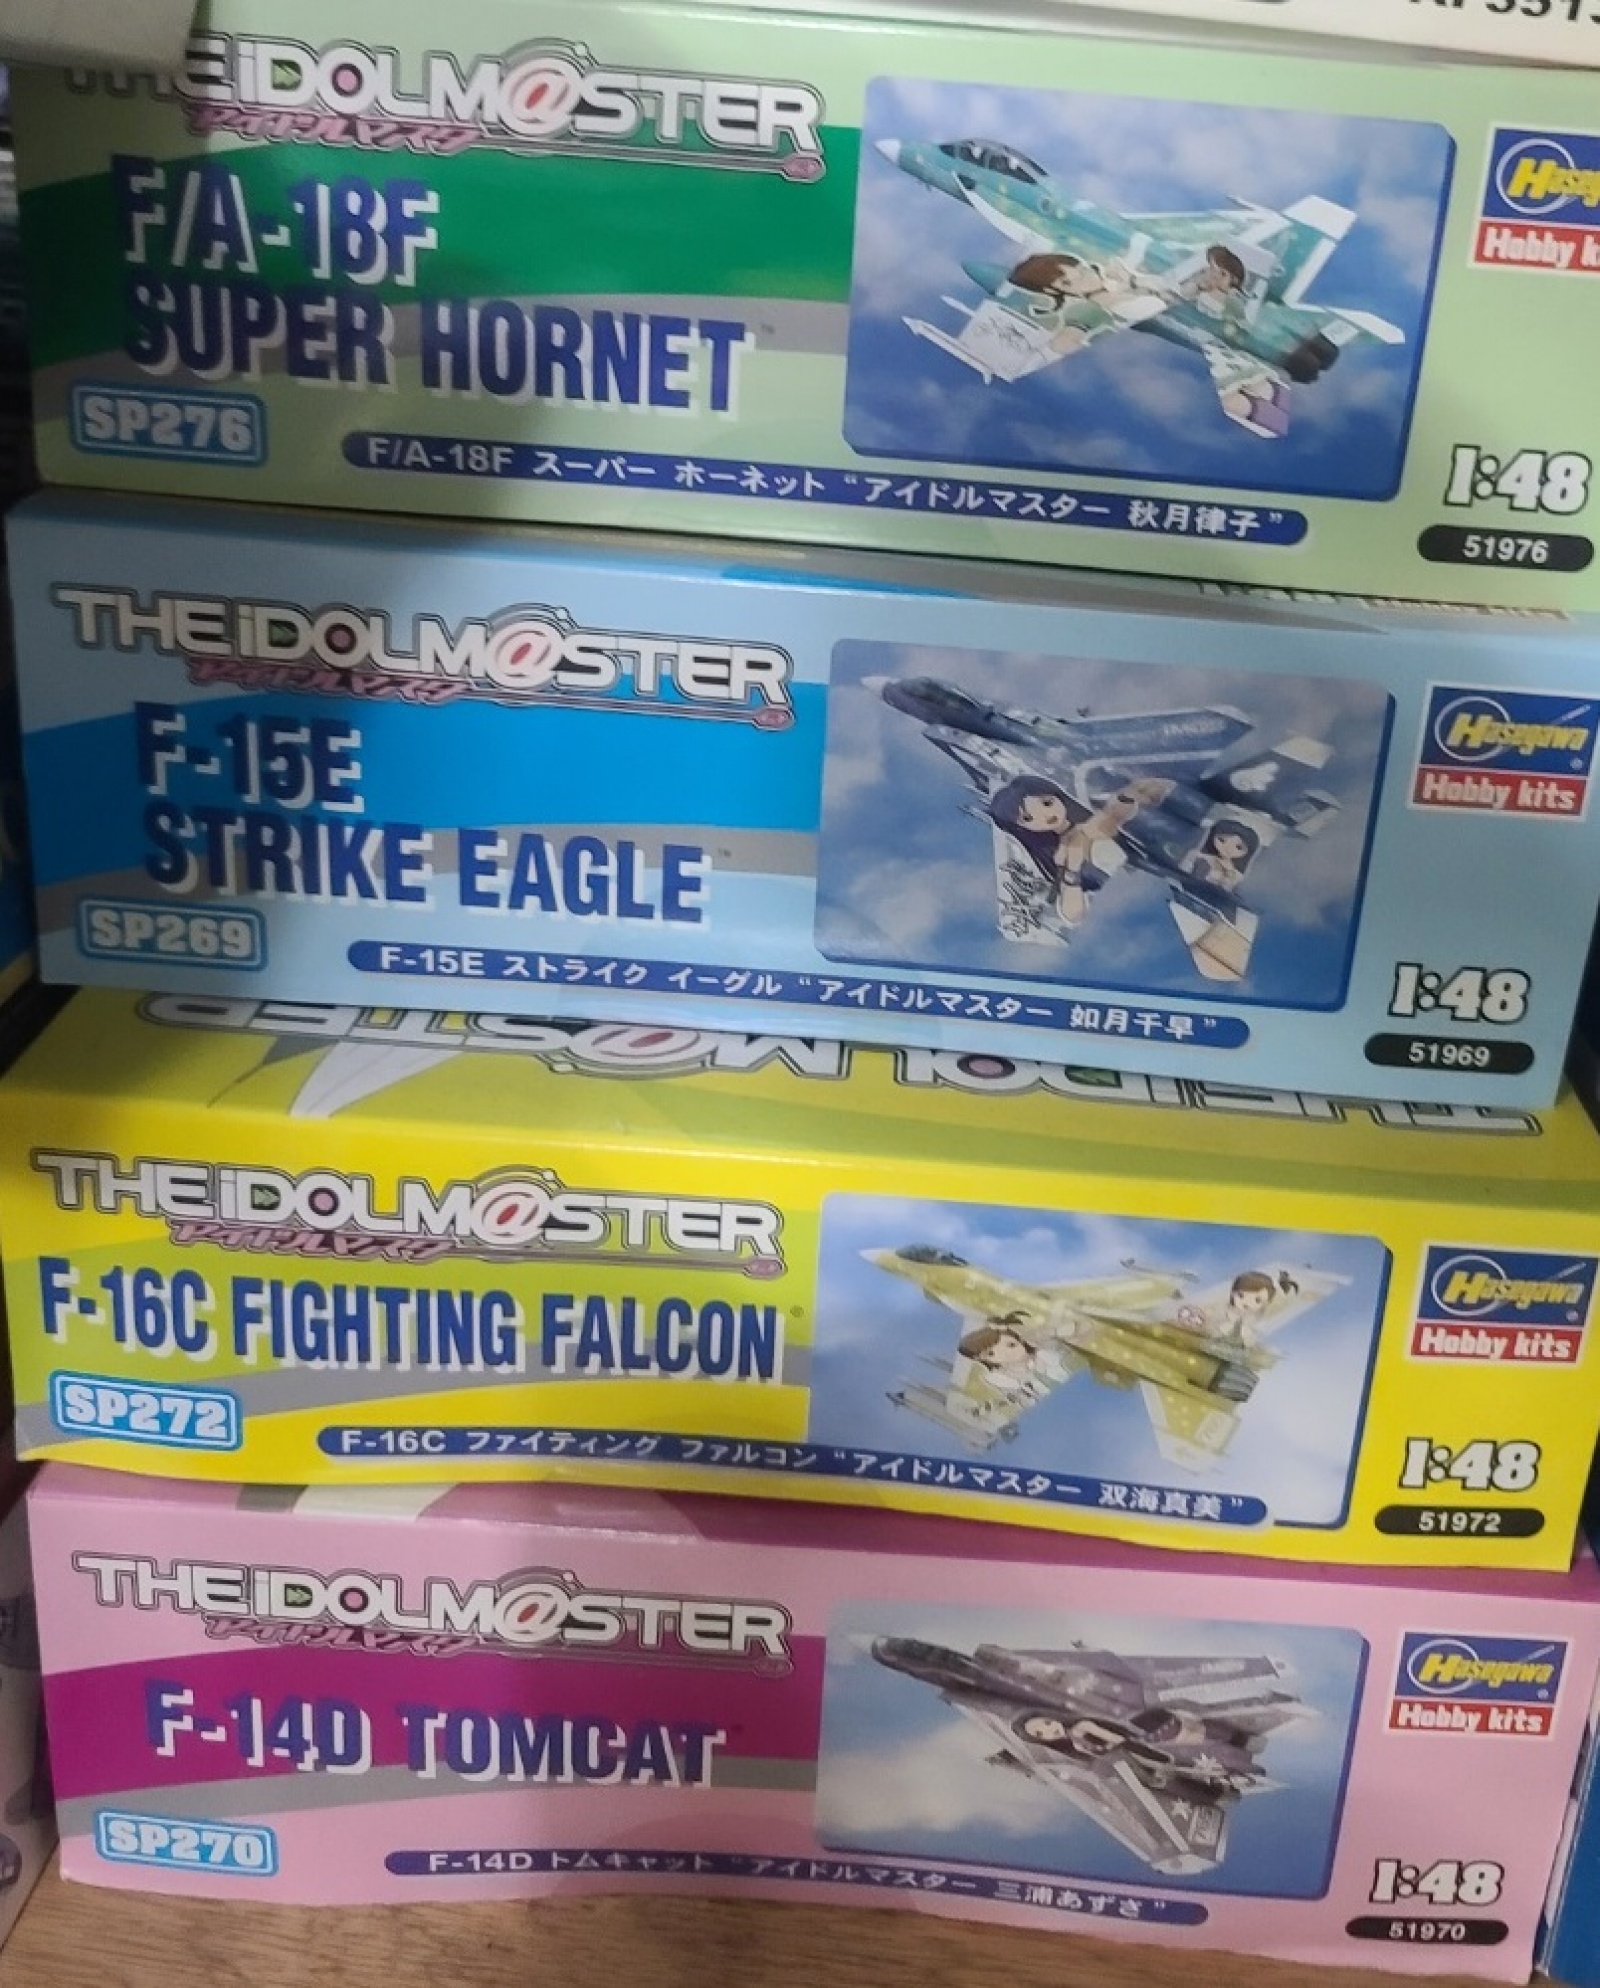 THE iDOLM@STER
アイドルマスター
F/A-18F
SUPER HORNET™
SP276
F/A-18F スーパー ホーネット “アイドルマスター 秋月律子”
Hobby k
1:48
51976
THE iDOLM@STER
アイドルマスター
F-15E
STRIKE EAGLE™
SP269
F-15E ストライク イーグル “アイドルマスター 如月千早”
Hasegawa
Hobby kits
1:48
51969
THE iDOLM@STER
THE iDOLM@STER
アイドルマスター
F-16C FIGHTING FALCON®
SP272
F-16C ファイティング ファルコン “アイドルマスター 双海真美”
Hasegawa
Hobby kits
1:48
51972
THE iDOLM@STER
アイドルマスター
F-14D TOMCAT
SP270
F-14D トムキャット “アイドルマスター 三浦あずさ”
Hasegawa
Hobby kits
1:48
51970